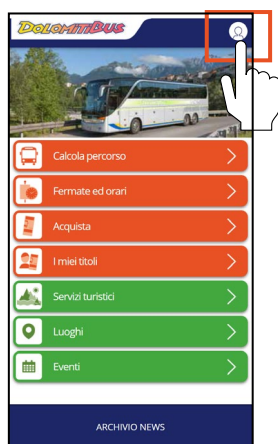 DOLOMITIBUS
Calcola percorso
Fermate ed orari
Acquista
I miei titoli
Servizi turistici
Luoghi
Eventi
ARCHIVIO NEWS